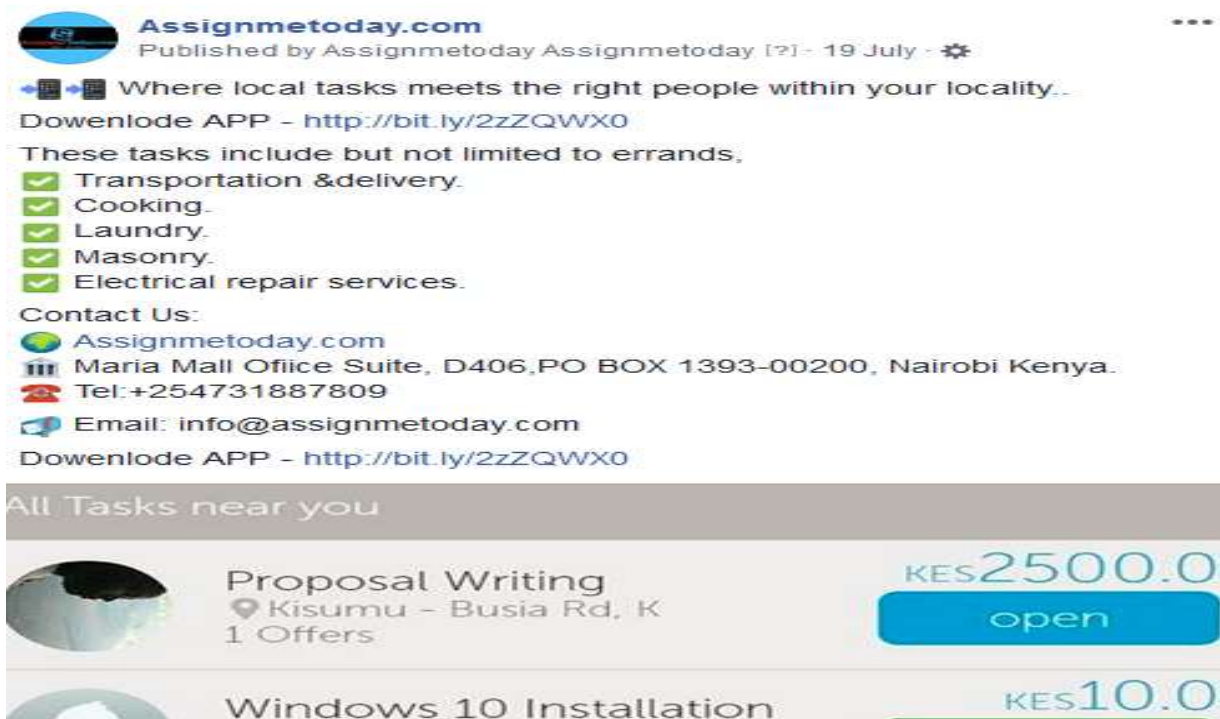 Assignmetoday.com
Published by Assignmetoday Assignmetoday [?] · 19 July ·
Where local tasks meets the right people within your locality..
Dowenlode APP - http://bit.ly/2zZQWX0
These tasks include but not limited to errands,
Transportation &delivery.
Cooking.
Laundry.
Masonry.
Electrical repair services.
Contact Us:
Assignmetoday.com
Maria Mall Ofiice Suite, D406,PO BOX 1393-00200, Nairobi Kenya.
Tel:+254731887809
Email: info@assignmetoday.com
Dowenlode APP - http://bit.ly/2zZQWX0
All Tasks near you
Proposal Writing
KES2500.0
Kisumu - Busia Rd, K
open
1 Offers
Windows 10 Installation
KES10.0